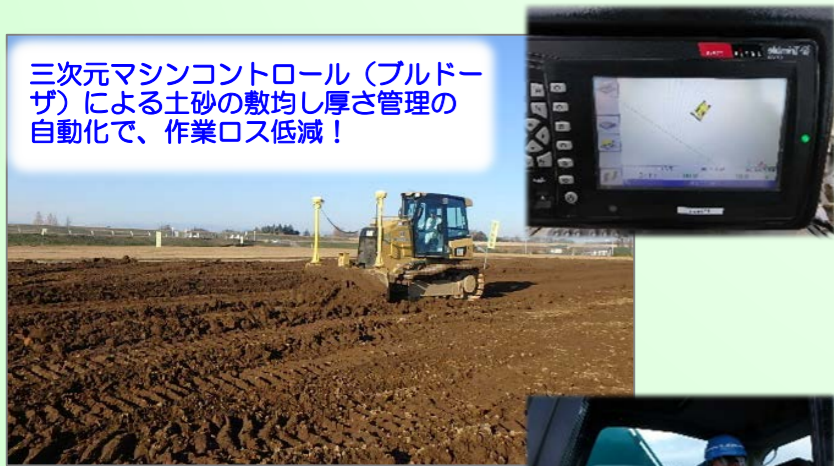 三次元マシンコントロール（ブルドー
ザ）による土砂の敷均し厚さ管理の
自動化で、作業ロス低減！